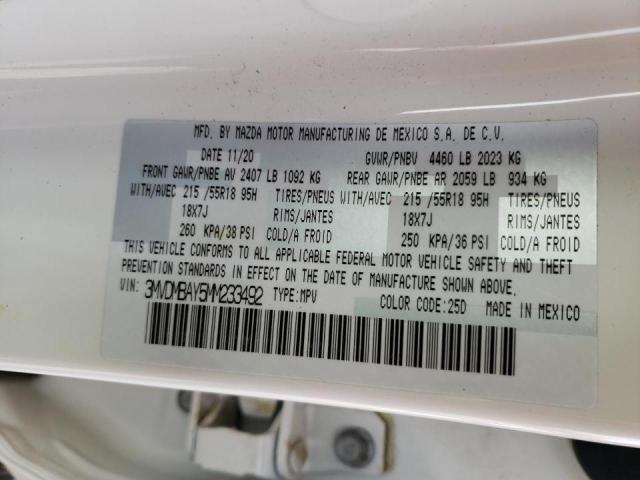 MFD. BY MAZDA MOTOR MANUFACTURING DE MEXICO S.A. DE C.V.
DATE 11/20 GVWR/PNBV 4460 LB 2023 KG
FRONT GAWR/PNBE AV 2407 LB 1092 KG REAR GAWR/PNBE AR 2059 LB 934 KG
WITH/AVEC 215 /55R18 95H TIRES/PNEUS WITH/AVEC 215 /55R18 95H TIRES/PNEUS
18X7J RIMS/JANTES 18X7J RIMS/JANTES
260 KPA/38 PSI COLD/A FROID 250 KPA/36 PSI COLD/A FROID
THIS VEHICLE CONFORMS TO ALL APPLICABLE FEDERAL MOTOR VEHICLE SAFETY AND THEFT
PREVENTION STANDARDS IN EFFECT ON THE DATE OF MANUFACTURE SHOWN ABOVE.
VIN: 3MVDMBAY5MM233492 TYPE: MPV COLOR CODE: 25D MADE IN MEXICO